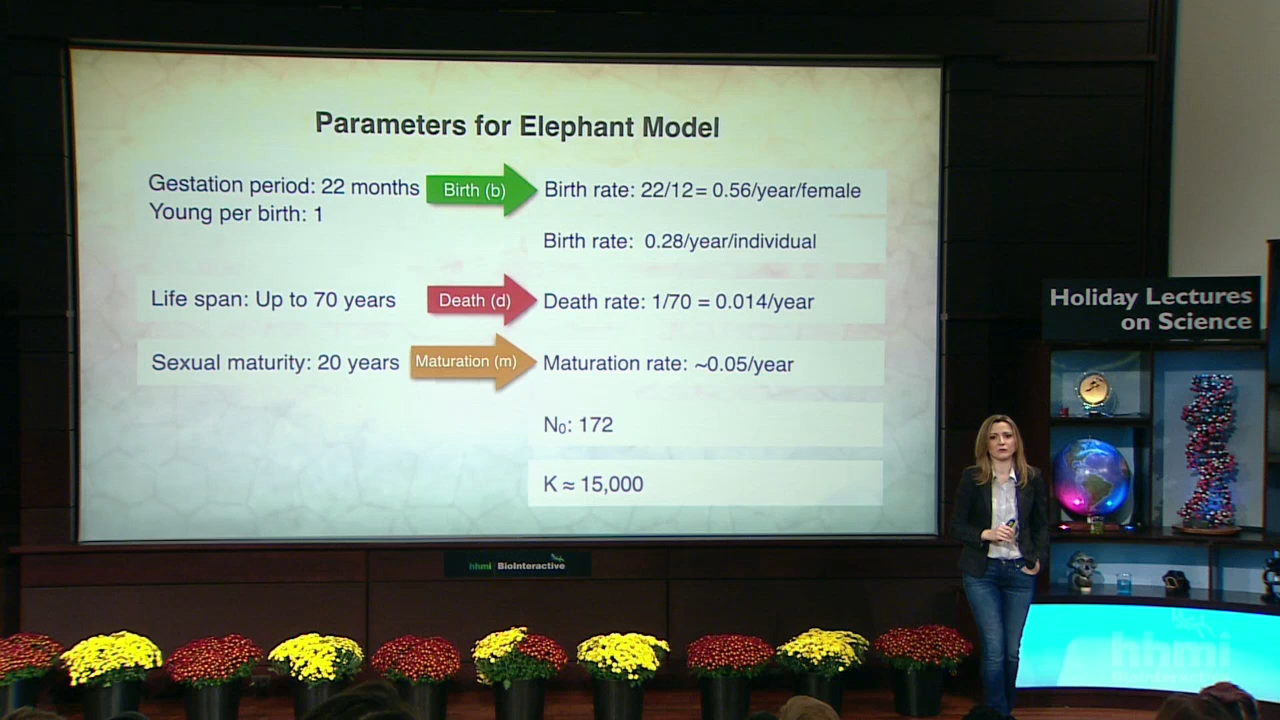 Parameters for Elephant Model
Gestation period: 22 months
Young per birth: 1
Birth (b)
Birth rate: 22/12= 0.56/year/female
Birth rate: 0.28/year/individual
Life span: Up to 70 years
Death (d)
Death rate: 1/70 = 0.014/year
Sexual maturity: 20 years
Maturation (m)
Maturation rate: ~0.05/year
N₀: 172
K ≈ 15,000
Holiday Lectures
on Science
hhmi BioInteractive
hhmi
BioInteractive